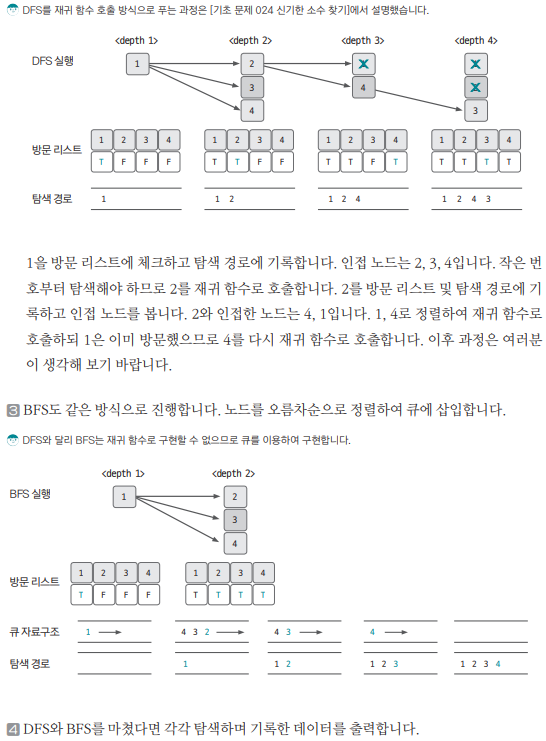 DFS를 재귀 함수 호출 방식으로 푸는 과정은 [기초 문제 024 신기한 소수 찾기]에서 설명했습니다.
<depth 1> <depth 2> <depth 3> <depth 4>
DFS 실행
1 2 X X
3 4 X
4 3
방문 리스트
1 2 3 4 1 2 3 4 1 2 3 4 1 2 3 4
T F F F T T F F T T F T T T T T
탐색 경로 1 1 2 1 2 4 1 2 4 3
1을 방문 리스트에 체크하고 탐색 경로에 기록합니다. 인접 노드는 2, 3, 4입니다. 작은 번
호부터 탐색해야 하므로 2를 재귀 함수로 호출합니다. 2를 방문 리스트 및 탐색 경로에 기
록하고 인접 노드를 봅니다. 2와 인접한 노드는 4, 1입니다. 1, 4로 정렬하여 재귀 함수로
호출하되 1은 이미 방문했으므로 4를 다시 재귀 함수로 호출합니다. 이후 과정은 여러분
이 생각해 보기 바랍니다.
3 BFS도 같은 방식으로 진행합니다. 노드를 오름차순으로 정렬하여 큐에 삽입합니다.
DFS와 달리 BFS는 재귀 함수로 구현할 수 없으므로 큐를 이용하여 구현합니다.
<depth 1> <depth 2>
BFS 실행
1 2
3
4
방문 리스트
1 2 3 4 1 2 3 4
T F F F T T T T
큐 자료구조 1 4 3 2 4 3 4
탐색 경로 1 1 2 1 2 3 1 2 3 4
4 DFS와 BFS를 마쳤다면 각각 탐색하며 기록한 데이터를 출력합니다.